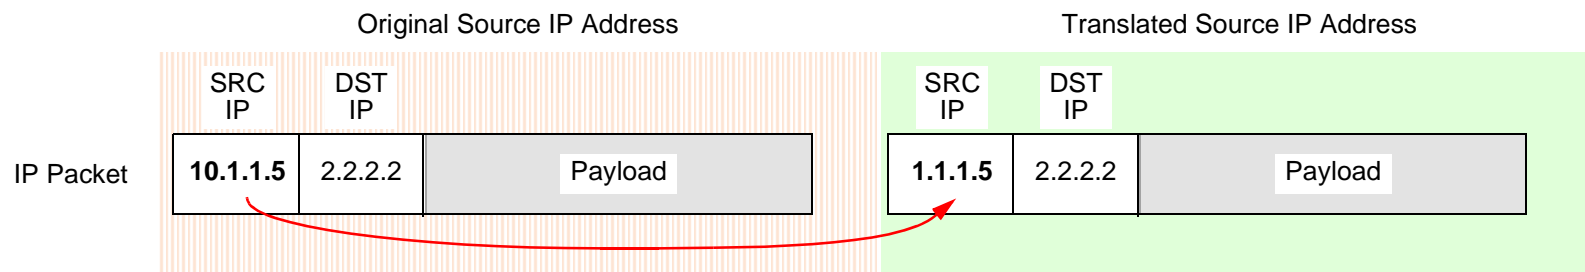 Original Source IP Address
Translated Source IP Address
SRC
IP
DST
IP
SRC
IP
DST
IP
IP Packet
10.1.1.5
2.2.2.2
Payload
1.1.1.5
2.2.2.2
Payload